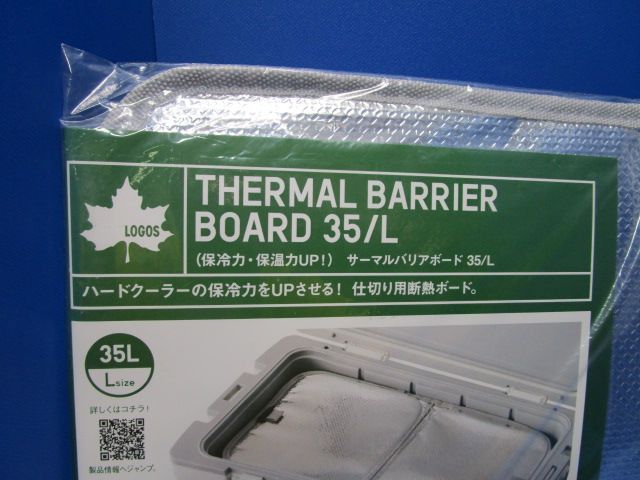 LOGOS
THERMAL BARRIER
BOARD 35/L
(保冷力・保温力UP!) サーマルバリアボード 35/L
ハードクーラーの保冷力をUPさせる! 仕切り用断熱ボード。
35L
L size
詳しくはコチラ!
製品情報へジャンプ。